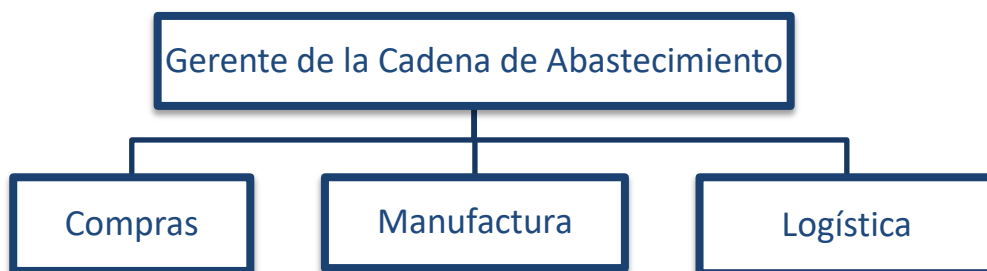 Gerente de la Cadena de Abastecimiento
Compras
Manufactura
Logística